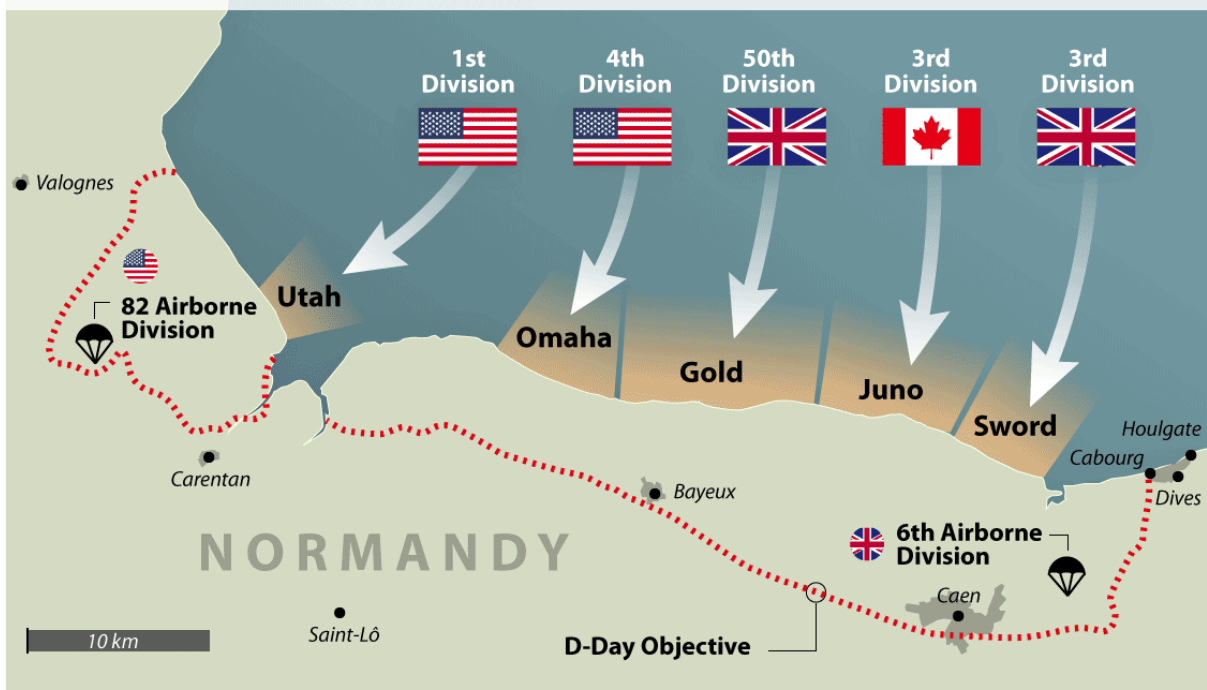 1st
Division
4th
Division
50th
Division
3rd
Division
3rd
Division
Valognes
82 Airborne
Division
Utah
Omaha
Gold
Juno
Sword
Houlgate
Cabourg
Dives
Carentan
Bayeux
NORMANDY
6th Airborne
Division
Caen
Saint-Lô
D-Day Objective
10 km